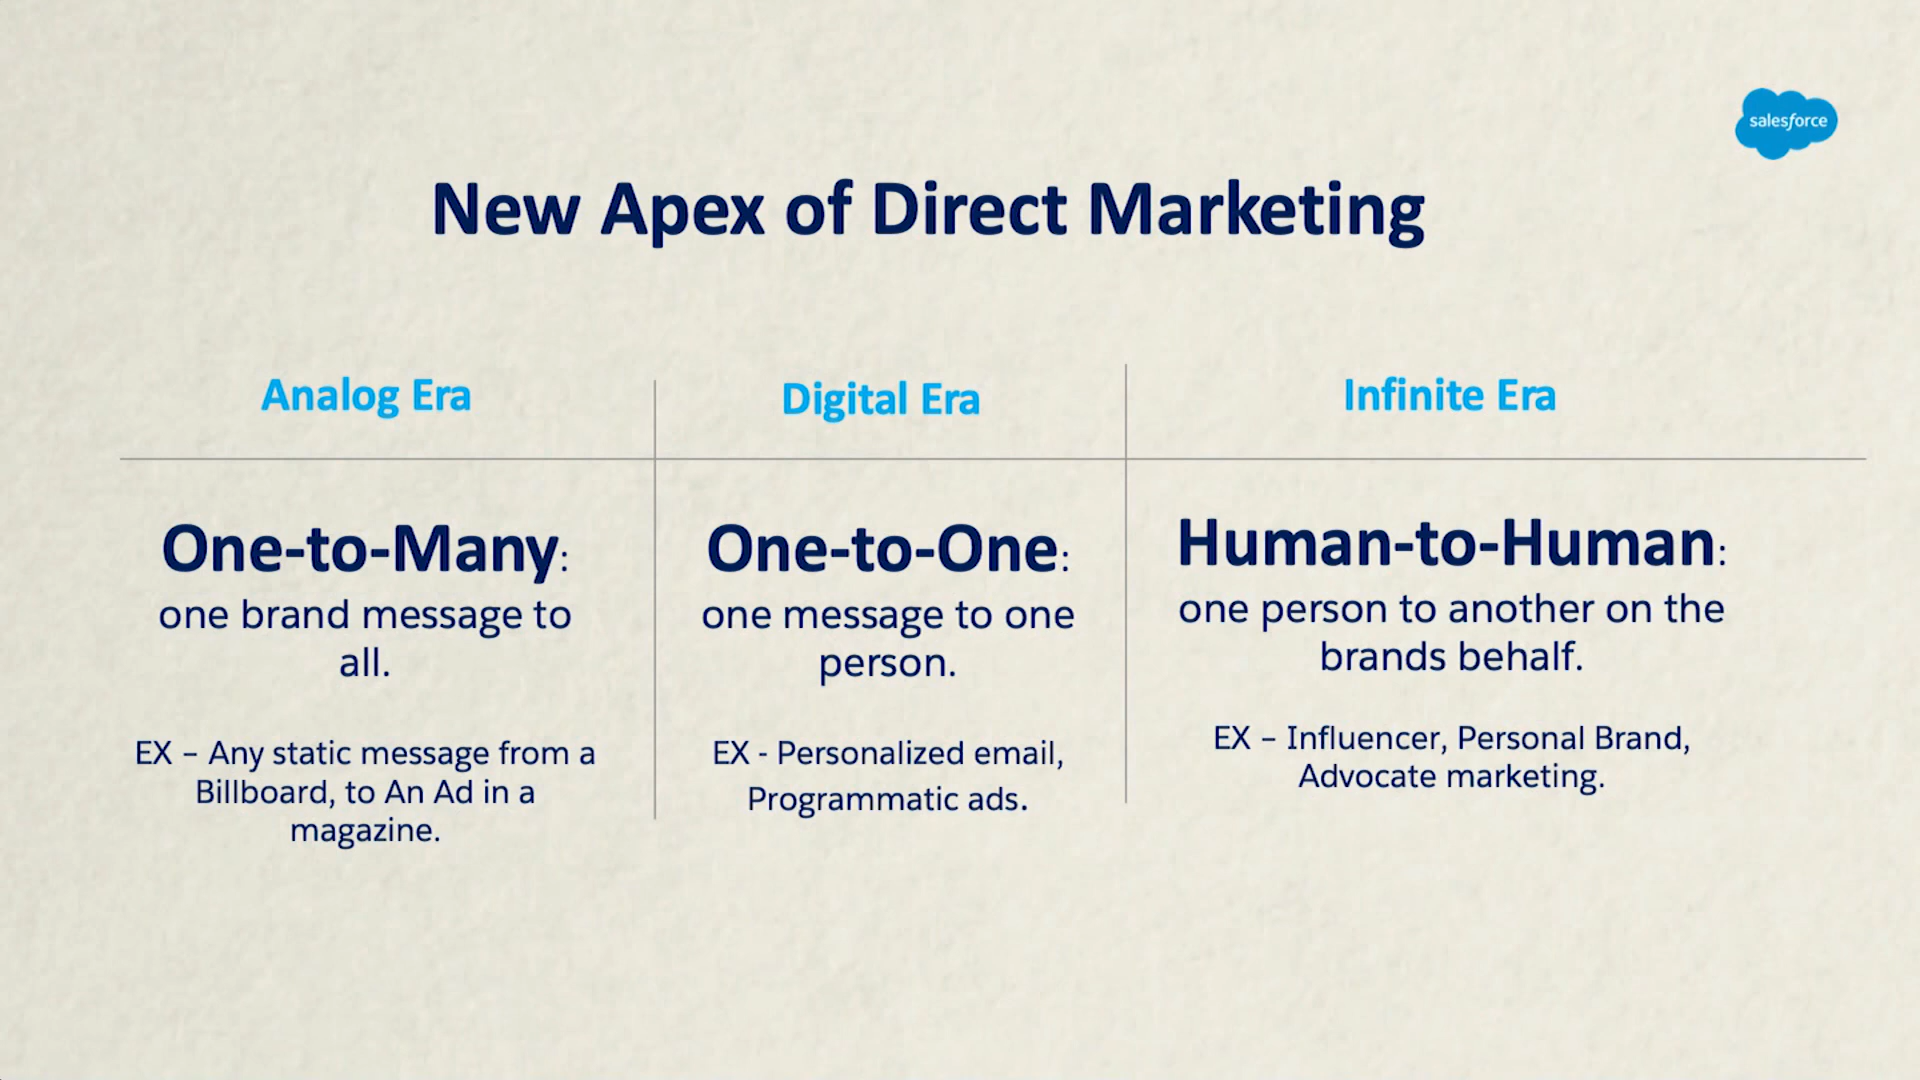 salesforce
New Apex of Direct Marketing
Analog Era
Digital Era
Infinite Era
One-to-Many:
one brand message to
all.
EX – Any static message from a
Billboard, to An Ad in a
magazine.
One-to-One:
one message to one
person.
EX - Personalized email,
Programmatic ads.
Human-to-Human:
one person to another on the
brands behalf.
EX – Influencer, Personal Brand,
Advocate marketing.